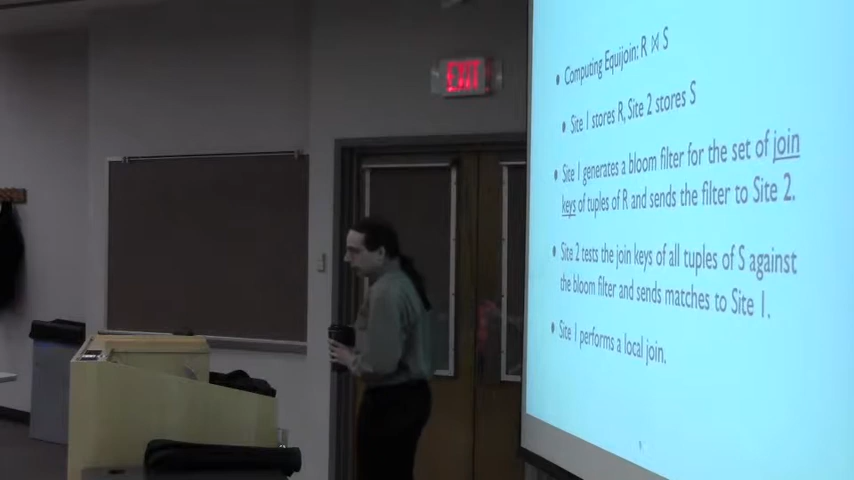 EXIT
• Computing Equijoin: R ⋊ S
• Site 1 stores R, Site 2 stores S
• Site 1 generates a bloom filter for the set of join
keys of tuples of R and sends the filter to Site 2.
• Site 2 tests the join keys of all tuples of S against
the bloom filter and sends matches to Site 1.
• Site 1 performs a local join.